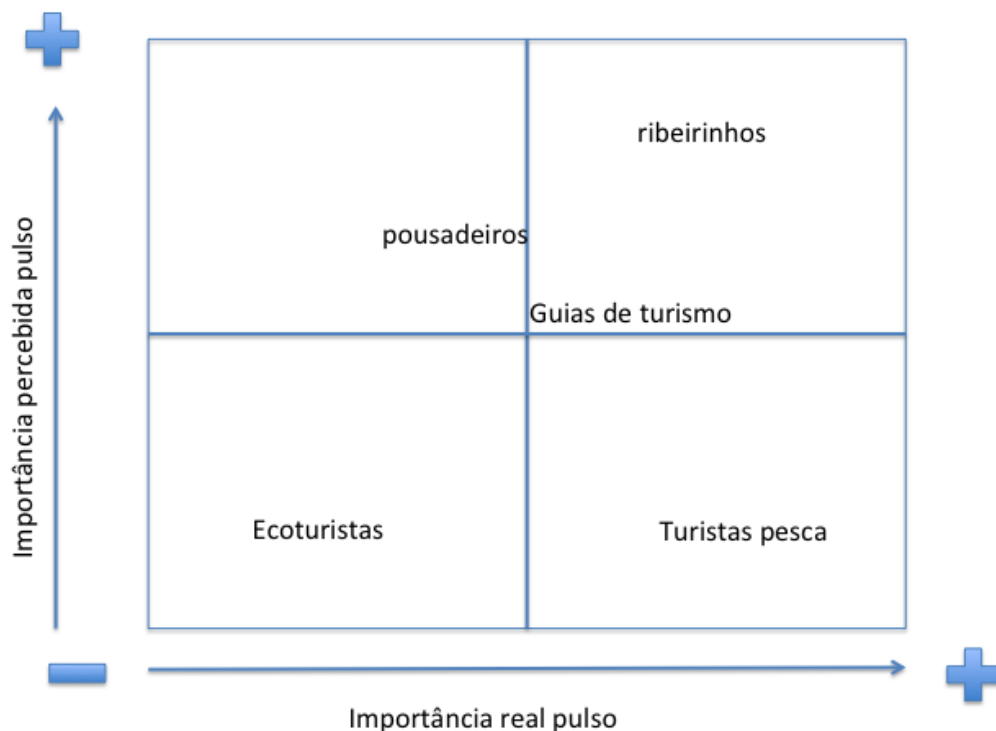 ribeirinhos
pousadeiros
Guias de turismo
Importância percebida pulso
Ecoturistas
Turistas pesca
Importância real pulso